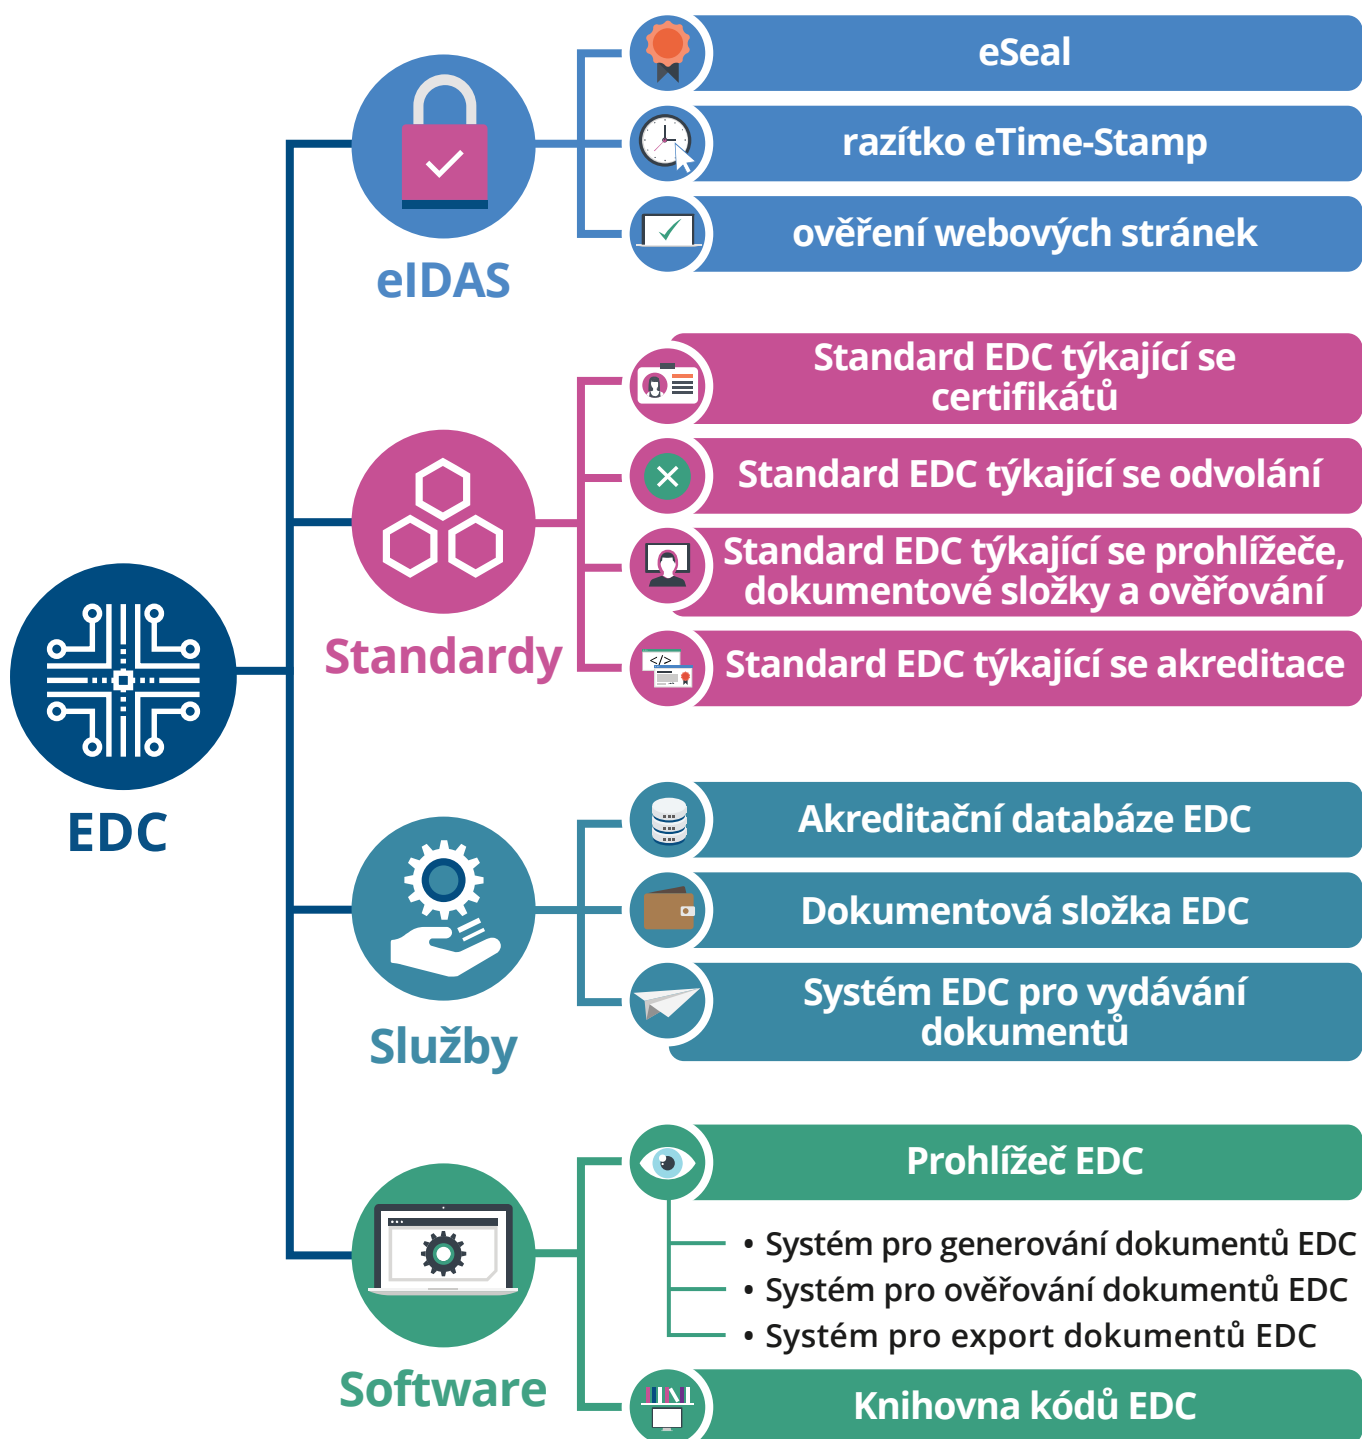 eSeal
razítko eTime-Stamp
ověření webových stránek
eIDAS
Standard EDC týkající se
certifikátů
Standard EDC týkající se odvolání
Standard EDC týkající se prohlížeče,
dokumentové složky a ověřování
Standard EDC týkající se akreditace
</>
Standardy
EDC
Akreditační databáze EDC
Dokumentová složka EDC
Systém EDC pro vydávání
dokumentů
Služby
Prohlížeč EDC
• Systém pro generování dokumentů EDC
• Systém pro ověřování dokumentů EDC
• Systém pro export dokumentů EDC
Software
Knihovna kódů EDC